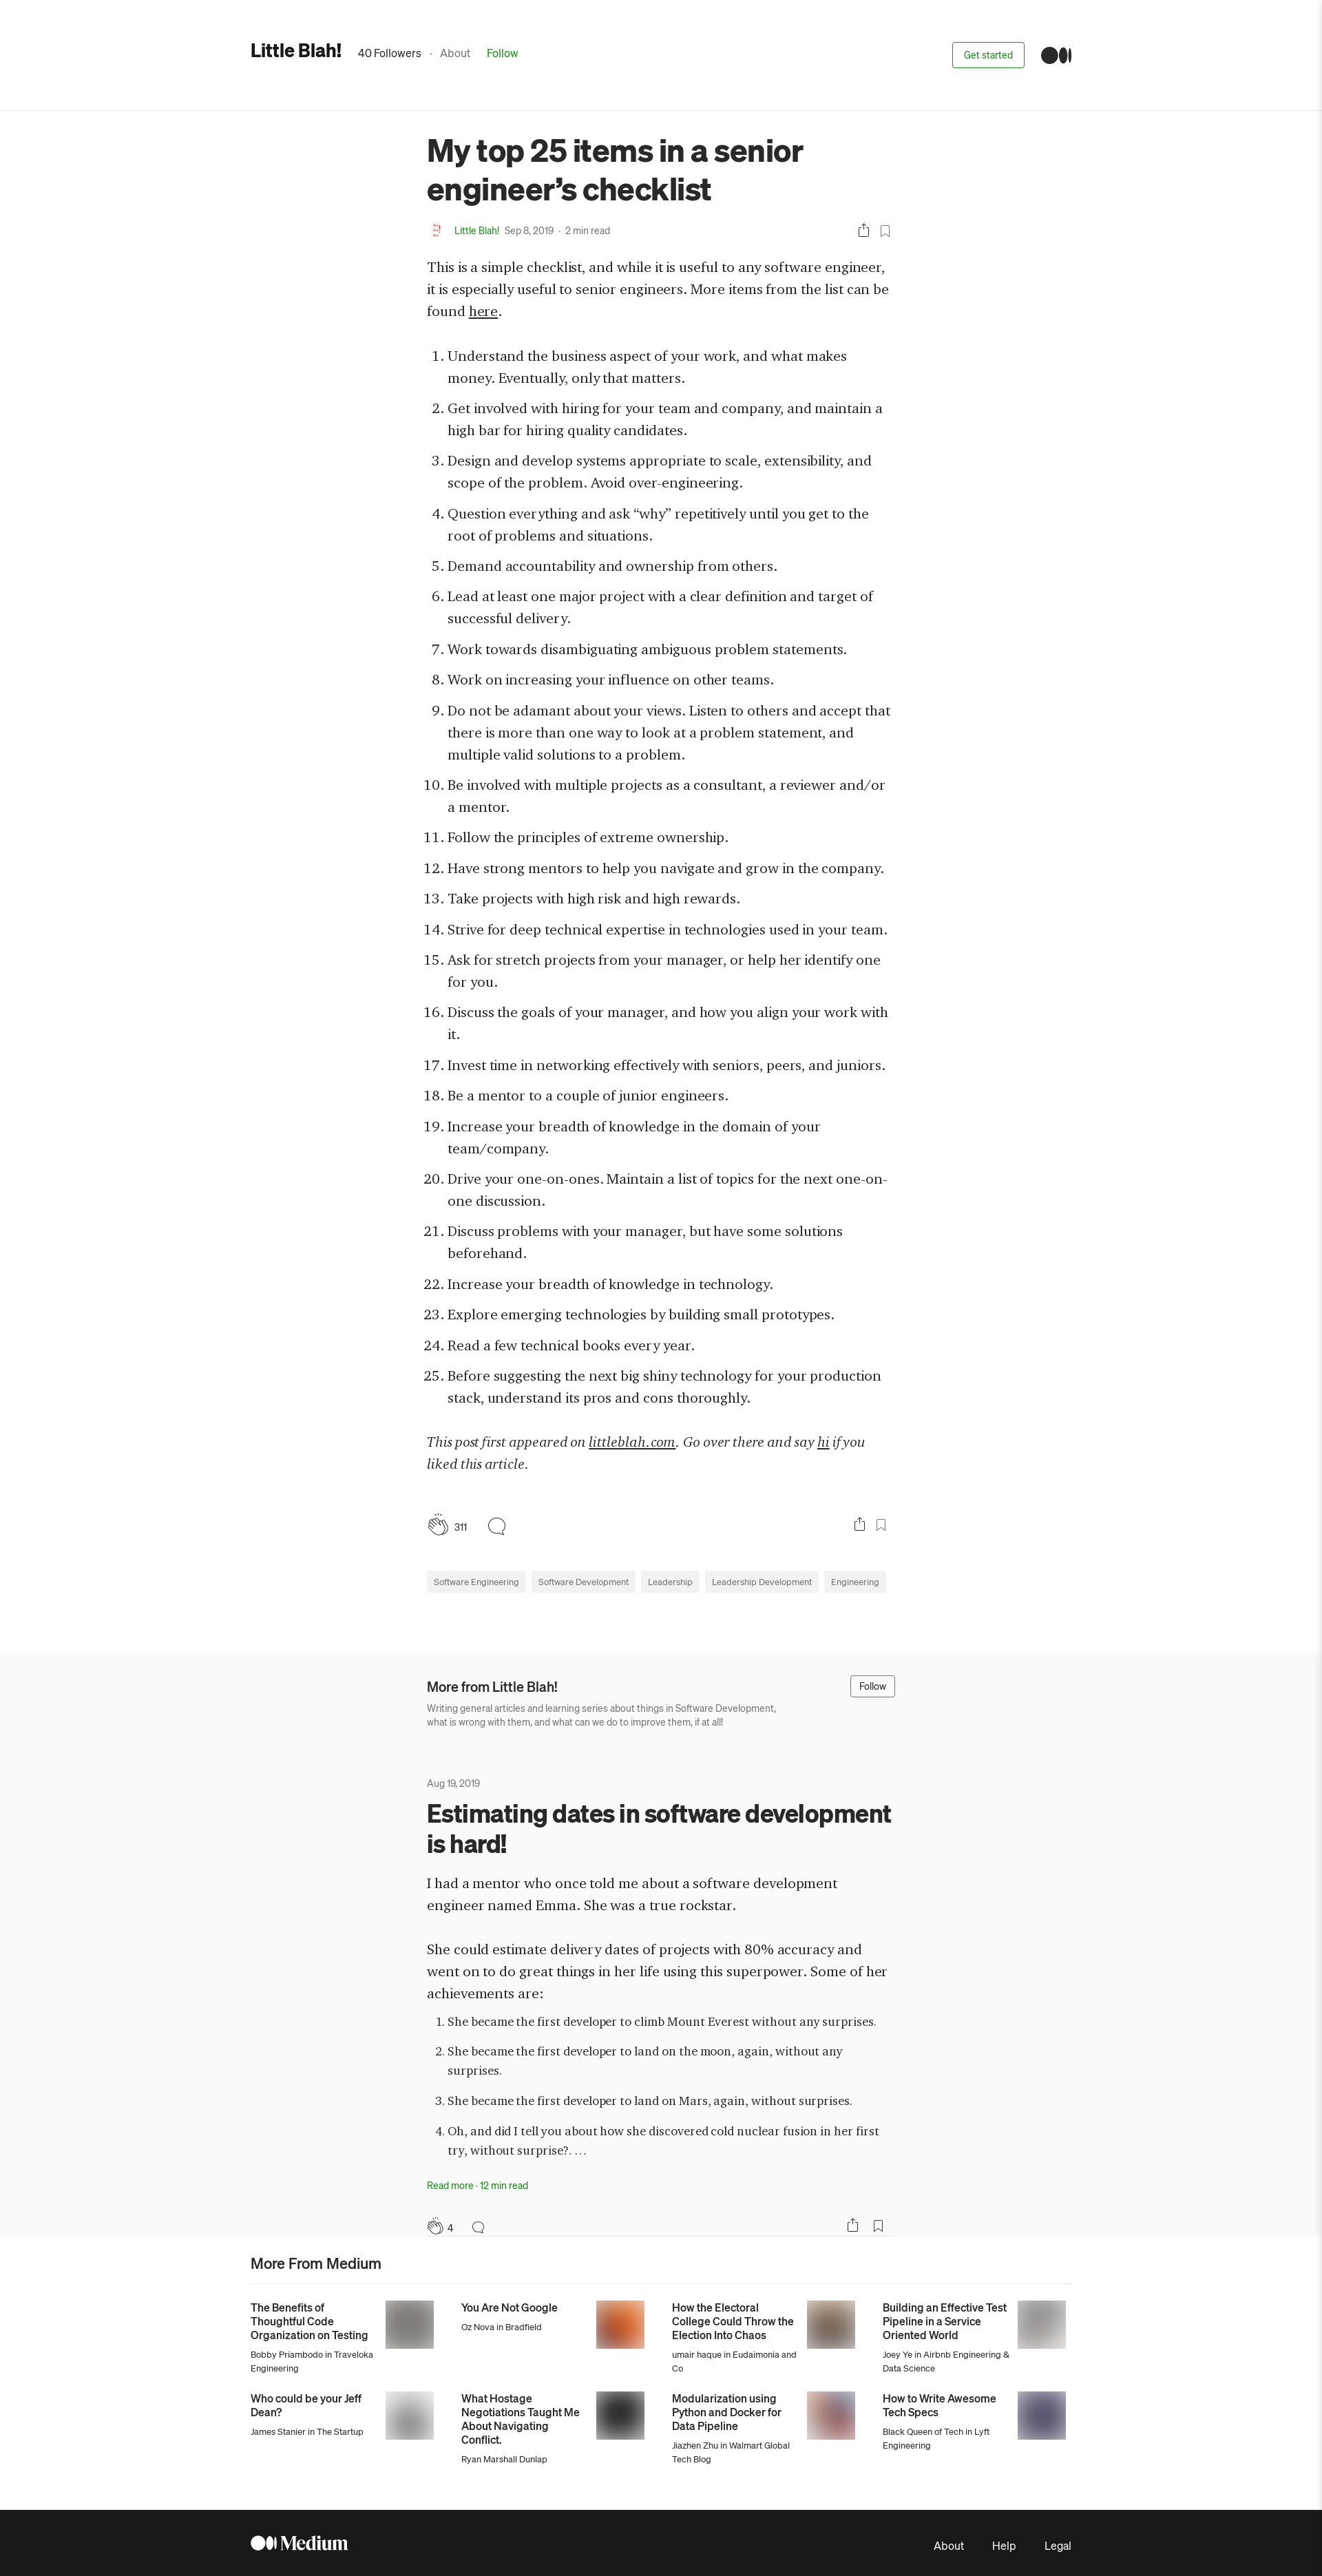 Little Blah!
40 Followers · About Follow
Get started
My top 25 items in a senior
engineer’s checklist
Little Blah! Sep 8, 2019 · 2 min read
This is a simple checklist, and while it is useful to any software engineer,
it is especially useful to senior engineers. More items from the list can be
found here.
1. Understand the business aspect of your work, and what makes
money. Eventually, only that matters.
2. Get involved with hiring for your team and company, and maintain a
high bar for hiring quality candidates.
3. Design and develop systems appropriate to scale, extensibility, and
scope of the problem. Avoid over-engineering.
4. Question everything and ask “why” repetitively until you get to the
root of problems and situations.
5. Demand accountability and ownership from others.
6. Lead at least one major project with a clear definition and target of
successful delivery.
7. Work towards disambiguating ambiguous problem statements.
8. Work on increasing your influence on other teams.
9. Do not be adamant about your views. Listen to others and accept that
there is more than one way to look at a problem statement, and
multiple valid solutions to a problem.
10. Be involved with multiple projects as a consultant, a reviewer and/or
a mentor.
11. Follow the principles of extreme ownership.
12. Have strong mentors to help you navigate and grow in the company.
13. Take projects with high risk and high rewards.
14. Strive for deep technical expertise in technologies used in your team.
15. Ask for stretch projects from your manager, or help her identify one
for you.
16. Discuss the goals of your manager, and how you align your work with
it.
17. Invest time in networking effectively with seniors, peers, and juniors.
18. Be a mentor to a couple of junior engineers.
19. Increase your breadth of knowledge in the domain of your
team/company.
20. Drive your one-on-ones. Maintain a list of topics for the next one-on-
one discussion.
21. Discuss problems with your manager, but have some solutions
beforehand.
22. Increase your breadth of knowledge in technology.
23. Explore emerging technologies by building small prototypes.
24. Read a few technical books every year.
25. Before suggesting the next big shiny technology for your production
stack, understand its pros and cons thoroughly.
This post first appeared on littleblah.com. Go over there and say hi if you
liked this article.
311
Software Engineering
Software Development
Leadership
Leadership Development
Engineering
More from Little Blah!
Follow
Writing general articles and learning series about things in Software Development,
what is wrong with them, and what can we do to improve them, if at all!
Aug 19, 2019
Estimating dates in software development
is hard!
I had a mentor who once told me about a software development
engineer named Emma. She was a true rockstar.
She could estimate delivery dates of projects with 80% accuracy and
went on to do great things in her life using this superpower. Some of her
achievements are:
1. She became the first developer to climb Mount Everest without any surprises.
2. She became the first developer to land on the moon, again, without any
surprises.
3. She became the first developer to land on Mars, again, without surprises.
4. Oh, and did I tell you about how she discovered cold nuclear fusion in her first
try, without surprise?. …
Read more · 12 min read
4
More From Medium
The Benefits of
Thoughtful Code
Organization on Testing
Bobby Priambodo in Traveloka
Engineering
You Are Not Google
Oz Nova in Bradfield
How the Electoral
College Could Throw the
Election Into Chaos
umair haque in Eudaimonia and
Co
Building an Effective Test
Pipeline in a Service
Oriented World
Joey Ye in Airbnb Engineering &
Data Science
Who could be your Jeff
Dean?
James Stanier in The Startup
What Hostage
Negotiations Taught Me
About Navigating
Conflict.
Ryan Marshall Dunlap
Modularization using
Python and Docker for
Data Pipeline
Jiazhen Zhu in Walmart Global
Tech Blog
How to Write Awesome
Tech Specs
Black Queen of Tech in Lyft
Engineering
Medium
About
Help
Legal